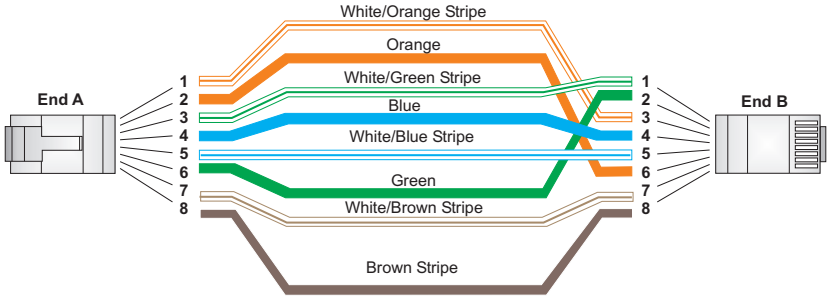 White/Orange Stripe
Orange
White/Green Stripe
Blue
White/Blue Stripe
Green
White/Brown Stripe
Brown Stripe
End A
1
2
3
4
5
6
7
8
End B
1
2
3
4
5
6
7
8